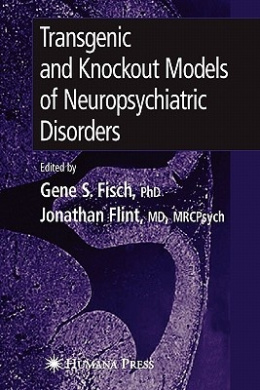 Transgenic
and Knockout Models
of Neuropsychiatric
Disorders
Edited by
Gene S. Fisch, PhD
Jonathan Flint, MD, MRCPsych
HUMANA PRESS